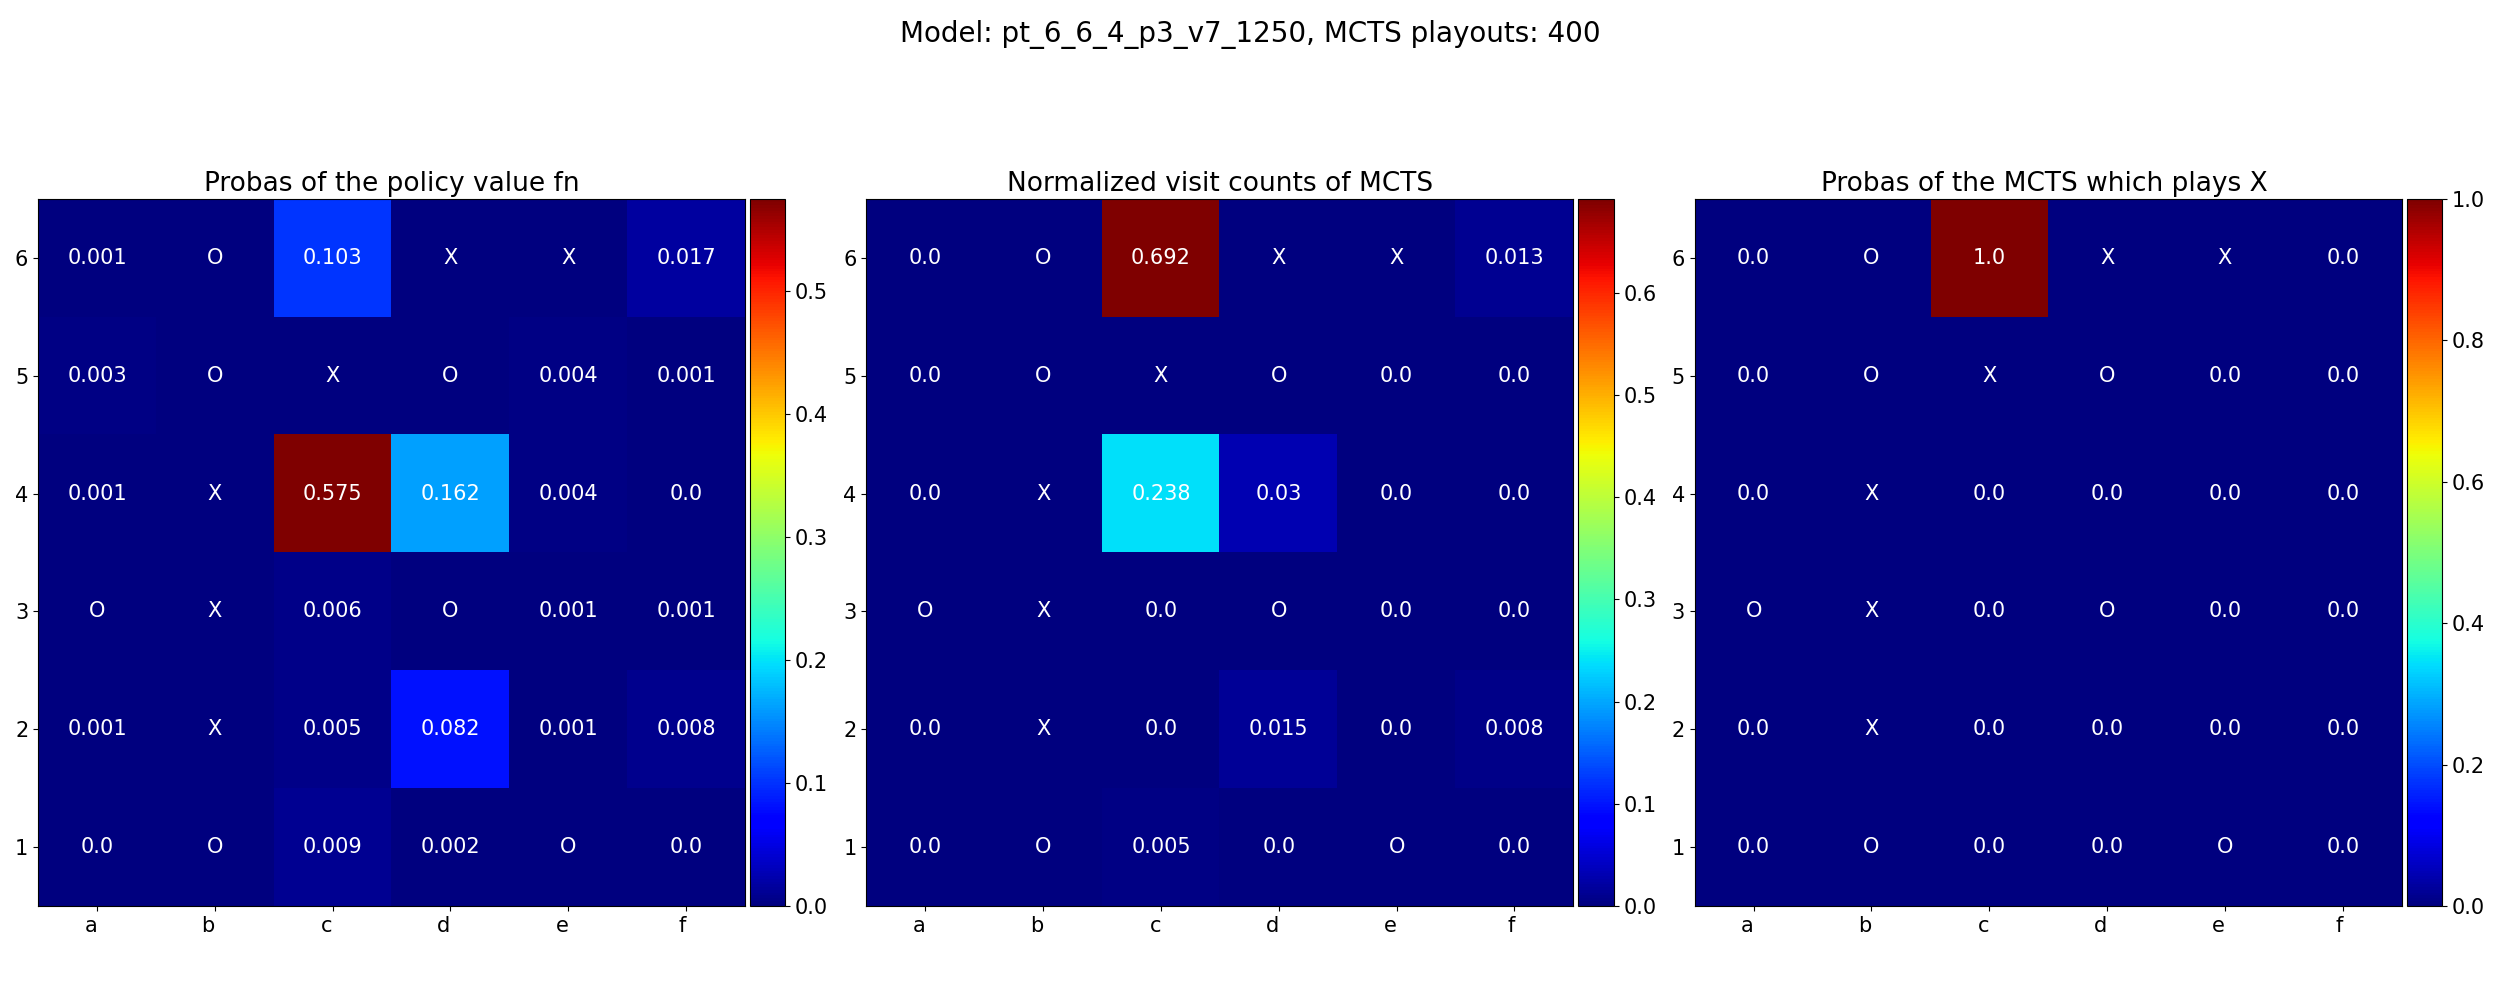 Model: pt_6_6_4_p3_v7_1250, MCTS playouts: 400
Probas of the policy value fn
6 0.001 O 0.103 X X 0.017
5 0.003 O X O 0.004 0.001
4 0.001 X 0.575 0.162 0.004 0.0
3 O X 0.006 O 0.001 0.001
2 0.001 X 0.005 0.082 0.001 0.008
1 0.0 O 0.009 0.002 O 0.0
a b c d e f
0.5
0.4
0.3
0.2
0.1
0.0
Normalized visit counts of MCTS
6 0.0 O 0.692 X X 0.013
5 0.0 O X O 0.0 0.0
4 0.0 X 0.238 0.03 0.0 0.0
3 O X 0.0 O 0.0 0.0
2 0.0 X 0.0 0.015 0.0 0.008
1 0.0 O 0.005 0.0 O 0.0
a b c d e f
0.6
0.5
0.4
0.3
0.2
0.1
0.0
Probas of the MCTS which plays X
6 0.0 O 1.0 X X 0.0
5 0.0 O X O 0.0 0.0
4 0.0 X 0.0 0.0 0.0 0.0
3 O X 0.0 O 0.0 0.0
2 0.0 X 0.0 0.0 0.0 0.0
1 0.0 O 0.0 0.0 O 0.0
a b c d e f
1.0
0.8
0.6
0.4
0.2
0.0